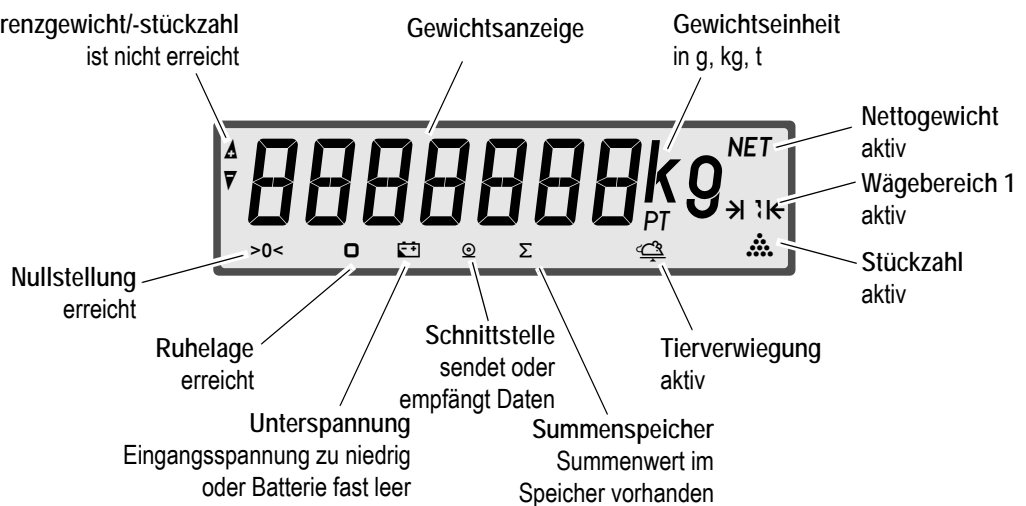 renzgewicht/-stückzahl
ist nicht erreicht
Gewichtsanzeige
Gewichtseinheit
in g, kg, t
Nettogewicht
aktiv
Wägebereich 1
aktiv
Stückzahl
aktiv
8888888kg
NET
PT
1
>0<
Σ
Nullstellung
erreicht
Ruhelage
erreicht
Unterspannung
Eingangsspannung zu niedrig
oder Batterie fast leer
Schnittstelle
sendet oder
empfängt Daten
Summenspeicher
Summenwert im
Speicher vorhanden
Tierverwiegung
aktiv